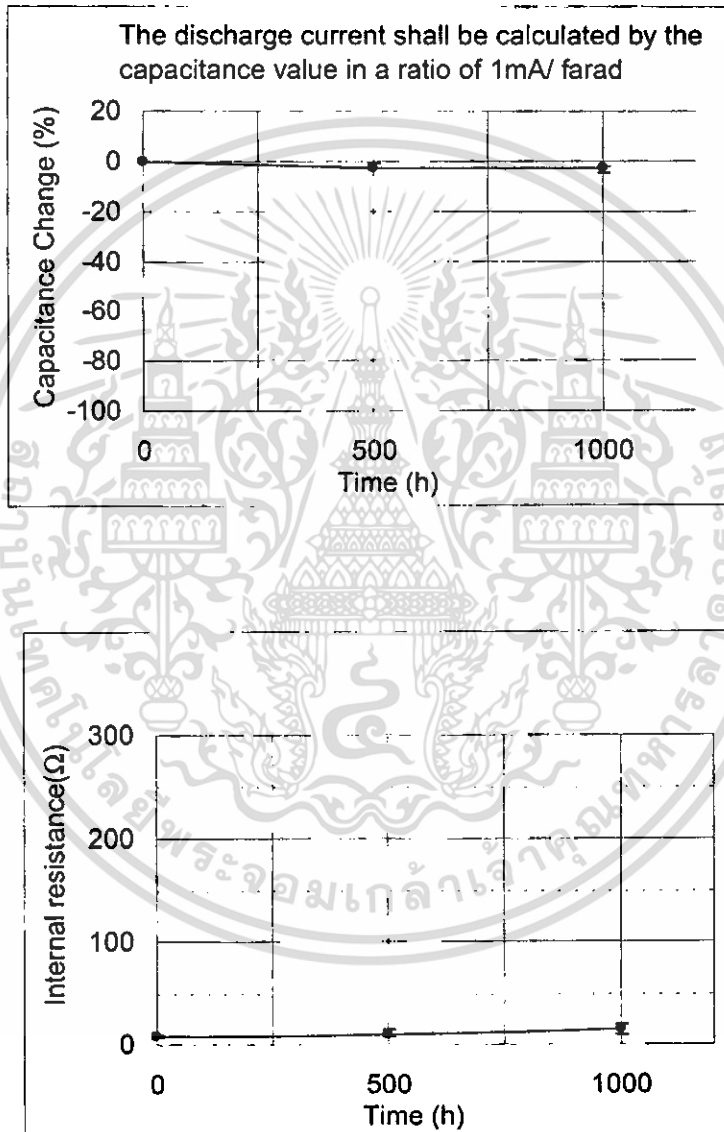 The discharge current shall be calculated by the
capacitance value in a ratio of 1mA/ farad
Capacitance Change (%)
20
0
-20
-40
-60
-80
-100
0 500 1000
Time (h)
Internal resistance(Ω)
300
200
100
0
0 500 1000
Time (h)